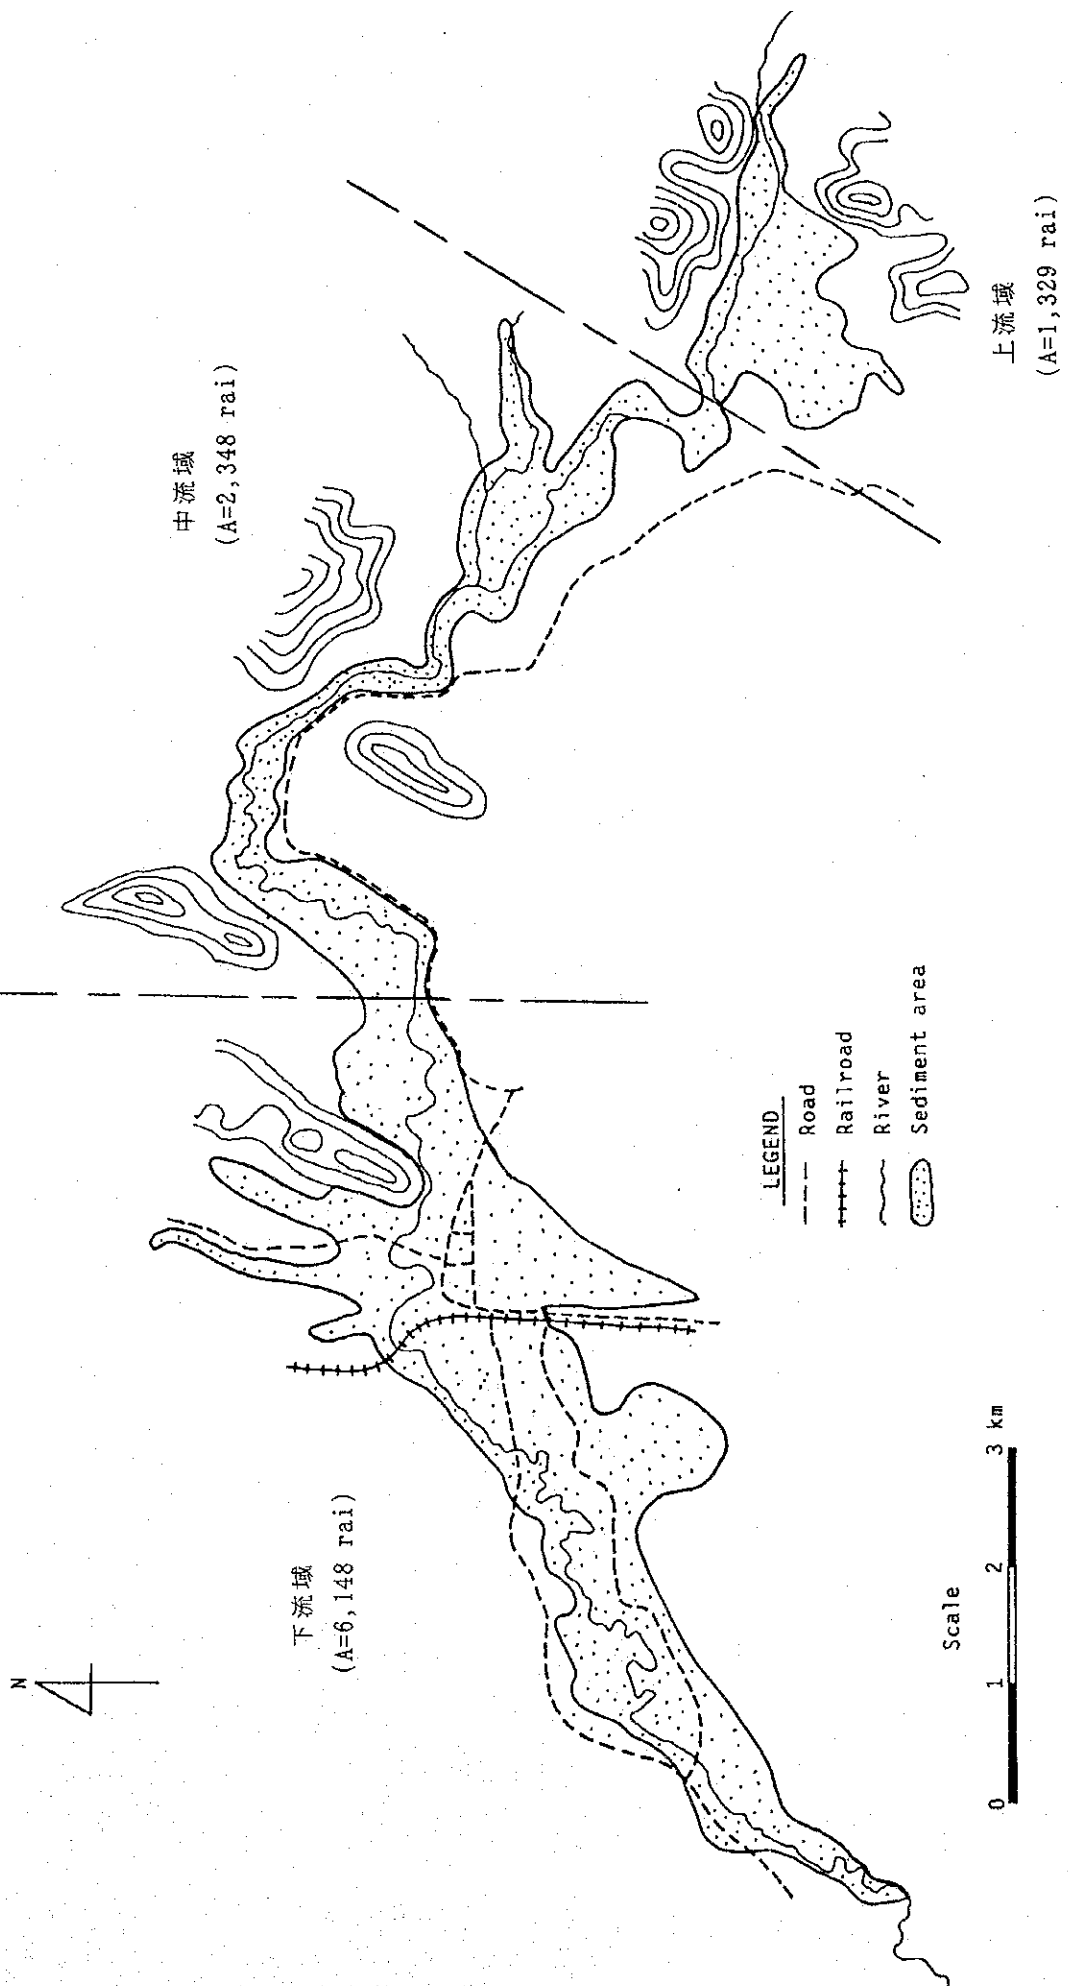 N
下流域
(A=6,148 rai)
中流域
(A=2,348 rai)
上流域
(A=1,329 rai)
LEGEND
Road
Railroad
River
Sediment area
Scale
0 1 2 3 km